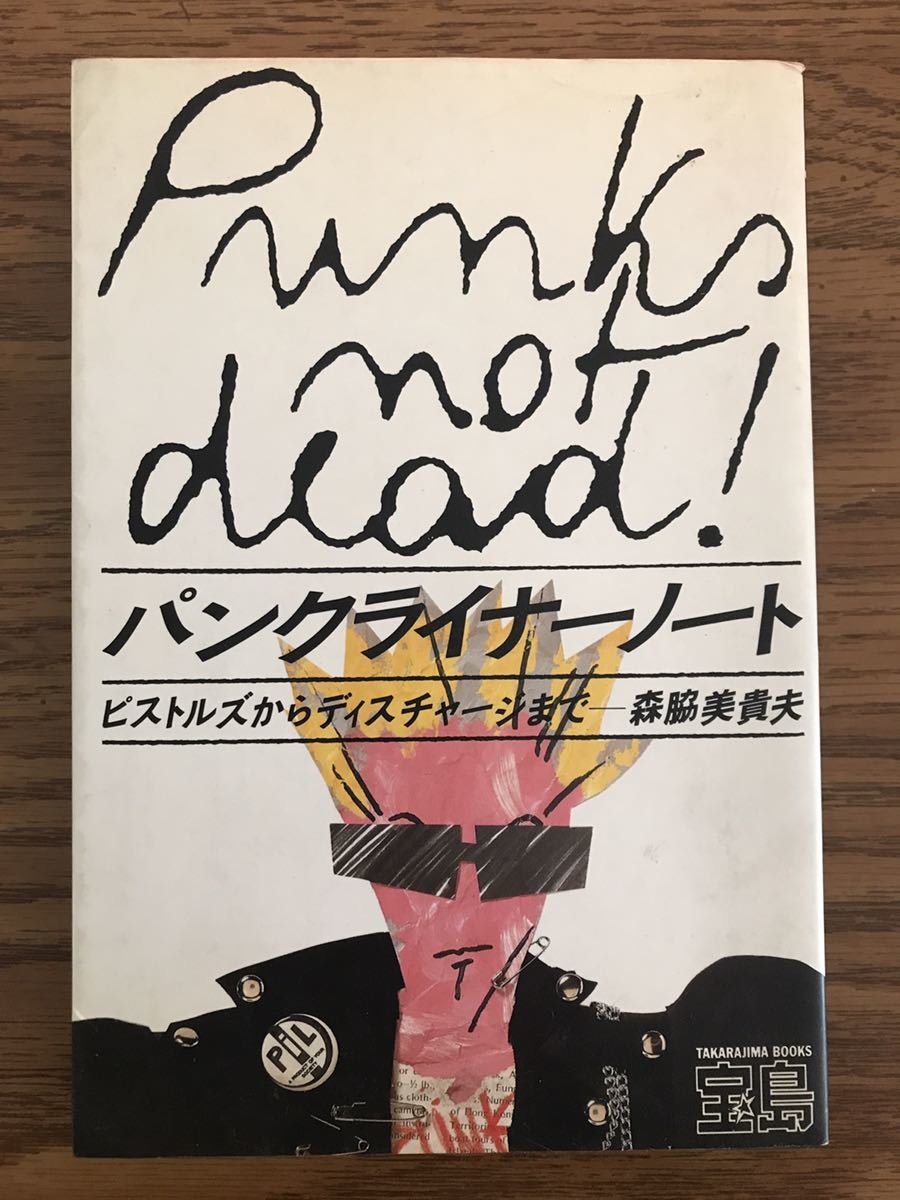 Punks
not
dead!
パンクライナーノート
ピストルズからディスチャージまで―森脇美貴夫
PiL
TAKARAJIMA BOOKS
宝島